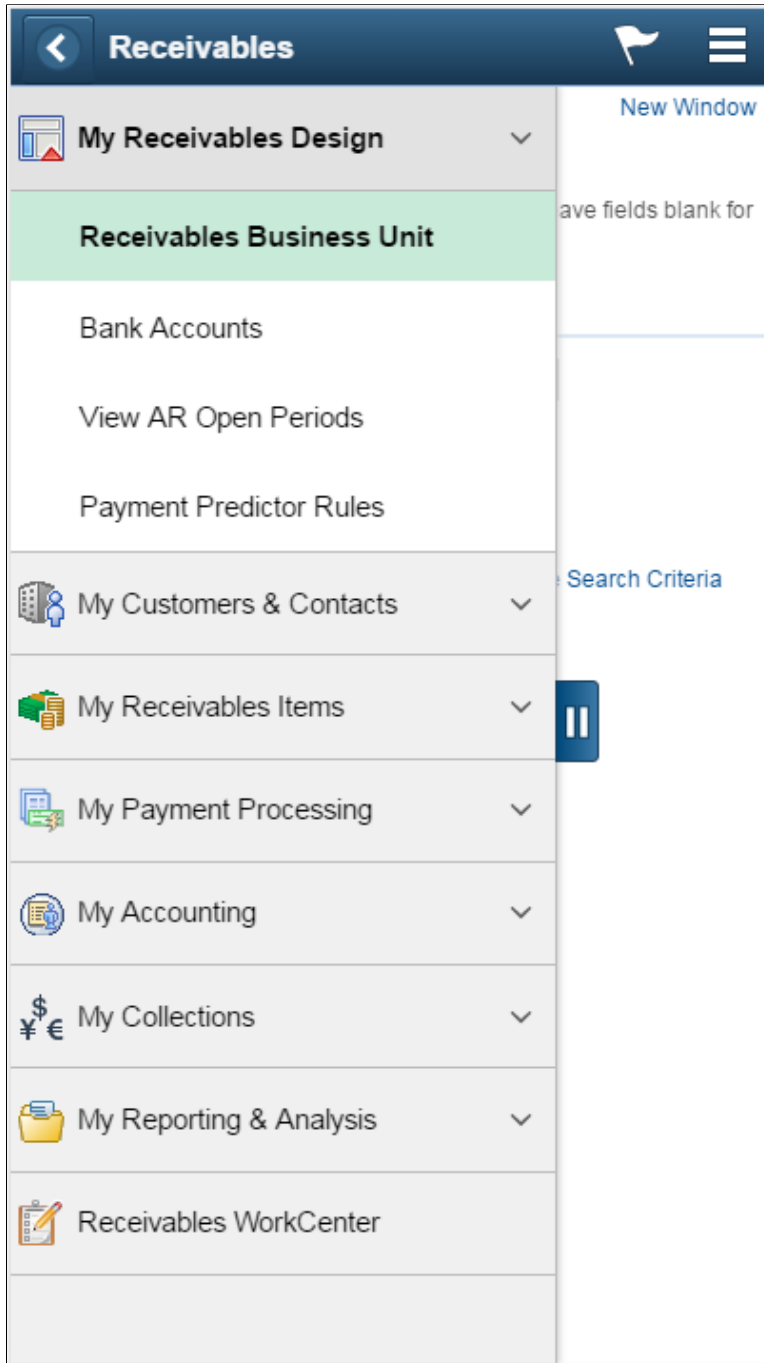 Receivables
New Window
My Receivables Design
ave fields blank for
Receivables Business Unit
Bank Accounts
View AR Open Periods
Payment Predictor Rules
Search Criteria
My Customers & Contacts
My Receivables Items
My Payment Processing
My Accounting
$
¥ €
My Collections
My Reporting & Analysis
Receivables WorkCenter